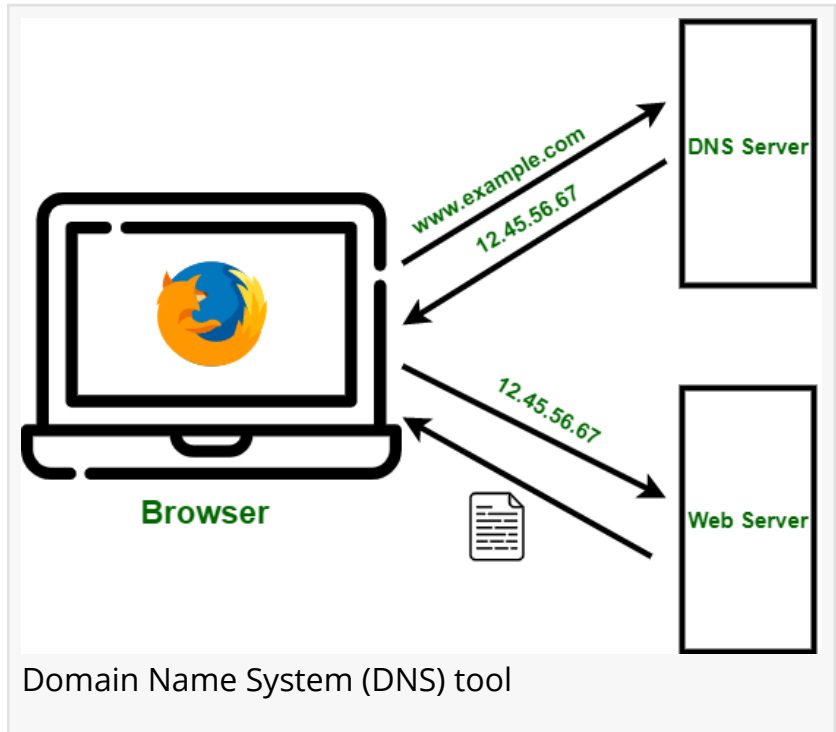 www.example.com
DNS Server
12.45.56.67
12.45.56.67
Browser
Web Server
Domain Name System (DNS) tool